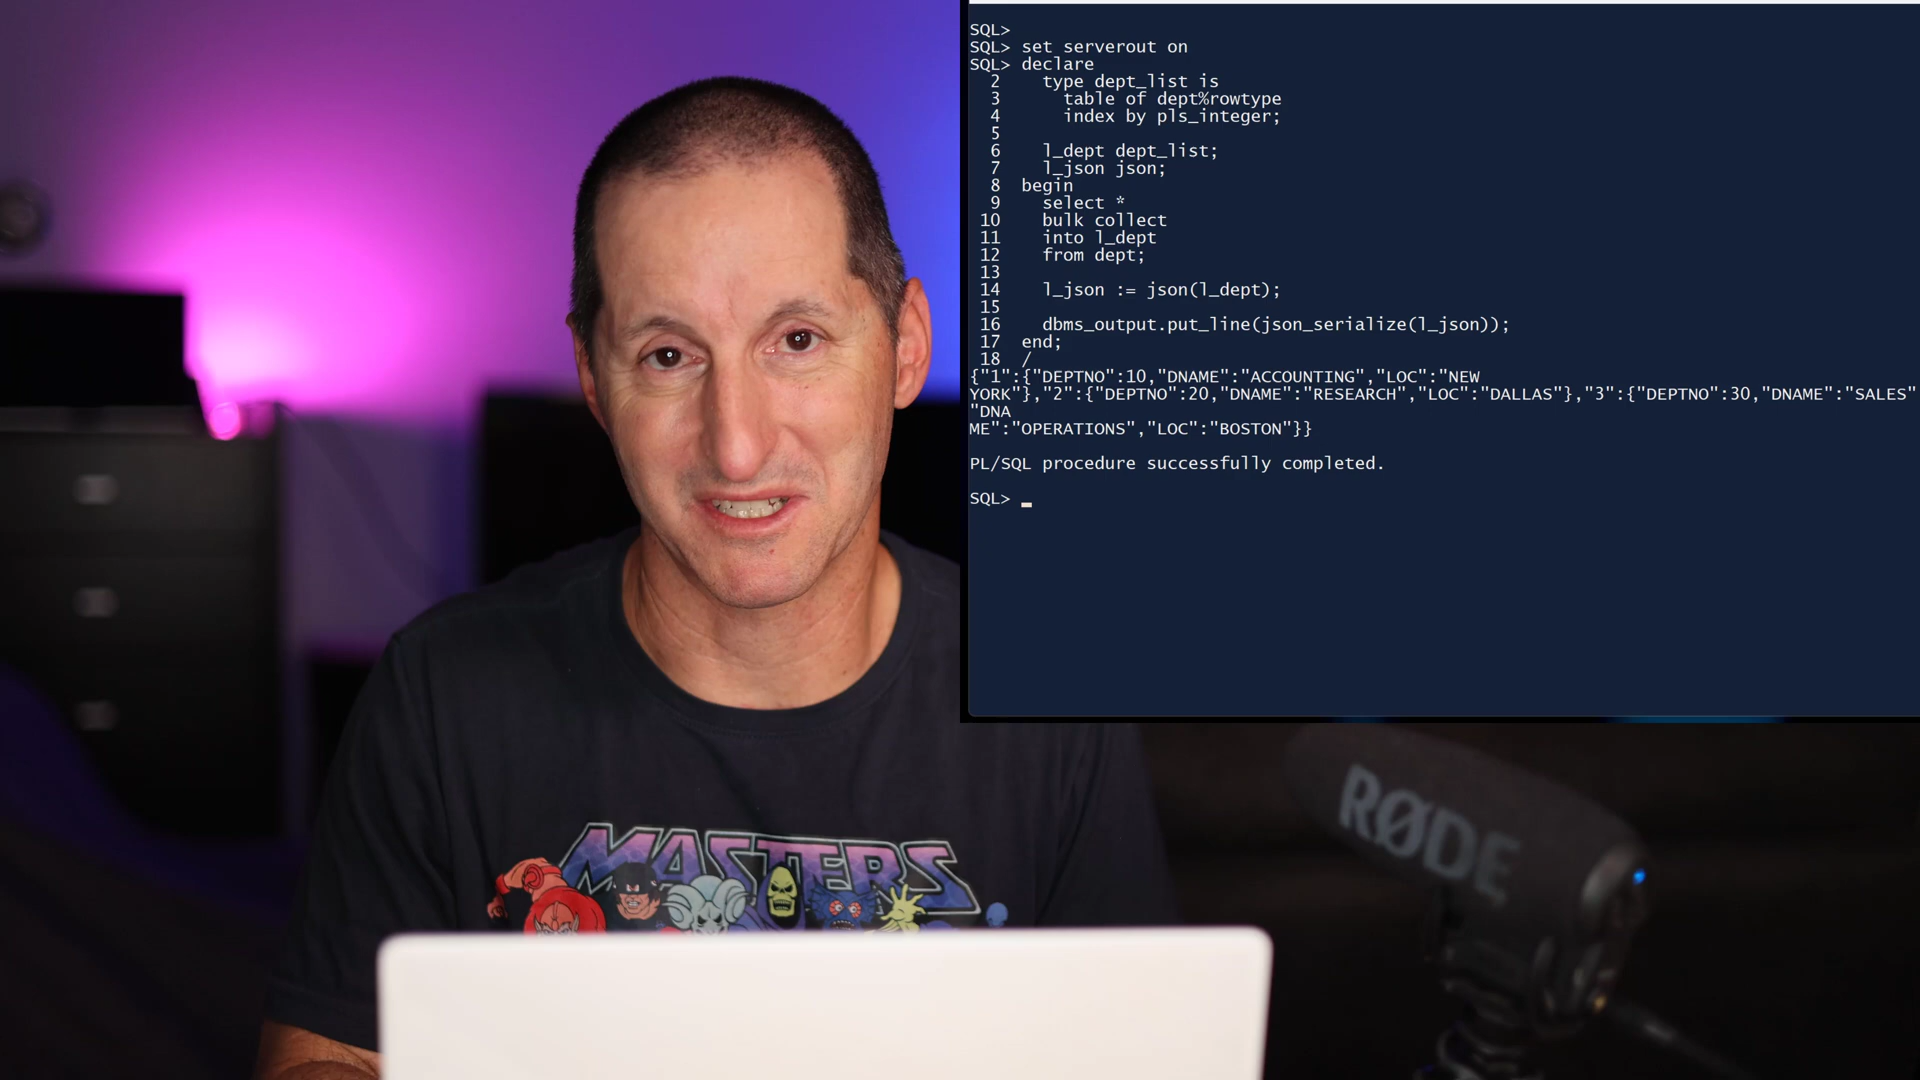 SQL>
SQL> set serverout on
SQL> declare
  2    type dept_list is
  3      table of dept%rowtype
  4      index by pls_integer;
  5
  6    l_dept dept_list;
  7    l_json json;
  8  begin
  9    select *
 10    bulk collect
 11    into l_dept
 12    from dept;
 13
 14    l_json := json(l_dept);
 15
 16    dbms_output.put_line(json_serialize(l_json));
 17  end;
 18  /
{"1":{"DEPTNO":10,"DNAME":"ACCOUNTING","LOC":"NEW
YORK"},"2":{"DEPTNO":20,"DNAME":"RESEARCH","LOC":"DALLAS"},"3":{"DEPTNO":30,"DNAME":"SALES"
"DNA
ME":"OPERATIONS","LOC":"BOSTON"}}
PL/SQL procedure successfully completed.
SQL>
RØDE
MASTERS